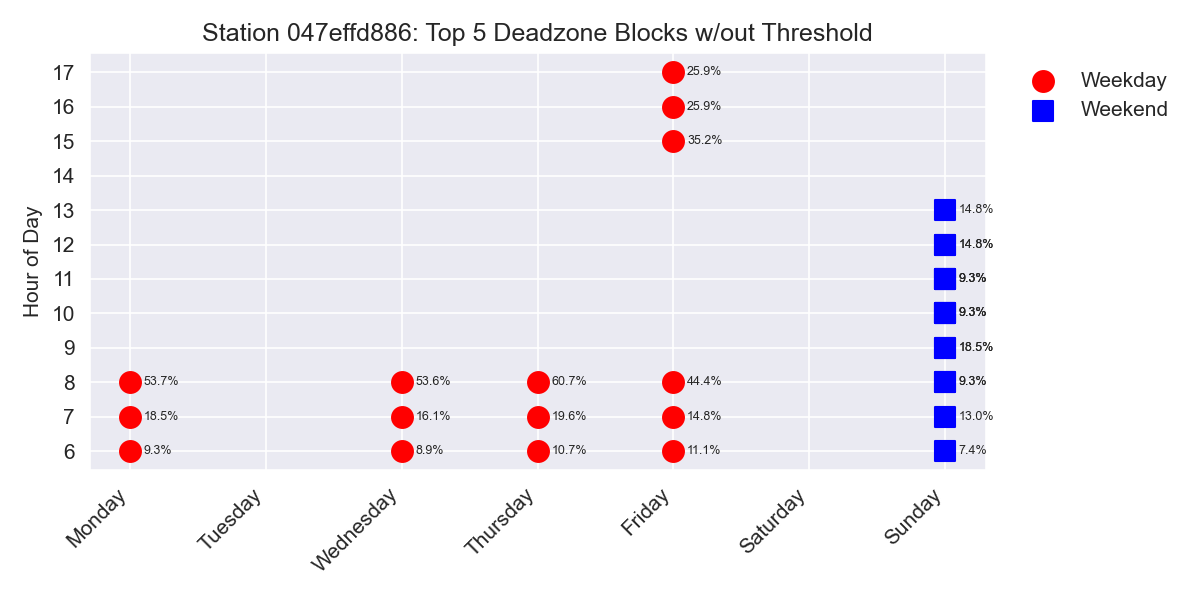 Station 047effd886: Top 5 Deadzone Blocks w/out Threshold
Weekday
Weekend
Hour of Day
17 25.9%
16 25.9%
15 35.2%
14
13 14.8%
12 14.8%
11 9.3%
10 9.3%
9 18.5%
8 53.7% 53.6% 60.7% 44.4% 9.3%
7 18.5% 16.1% 19.6% 14.8% 13.0%
6 9.3% 8.9% 10.7% 11.1% 7.4%
Monday
Tuesday
Wednesday
Thursday
Friday
Saturday
Sunday